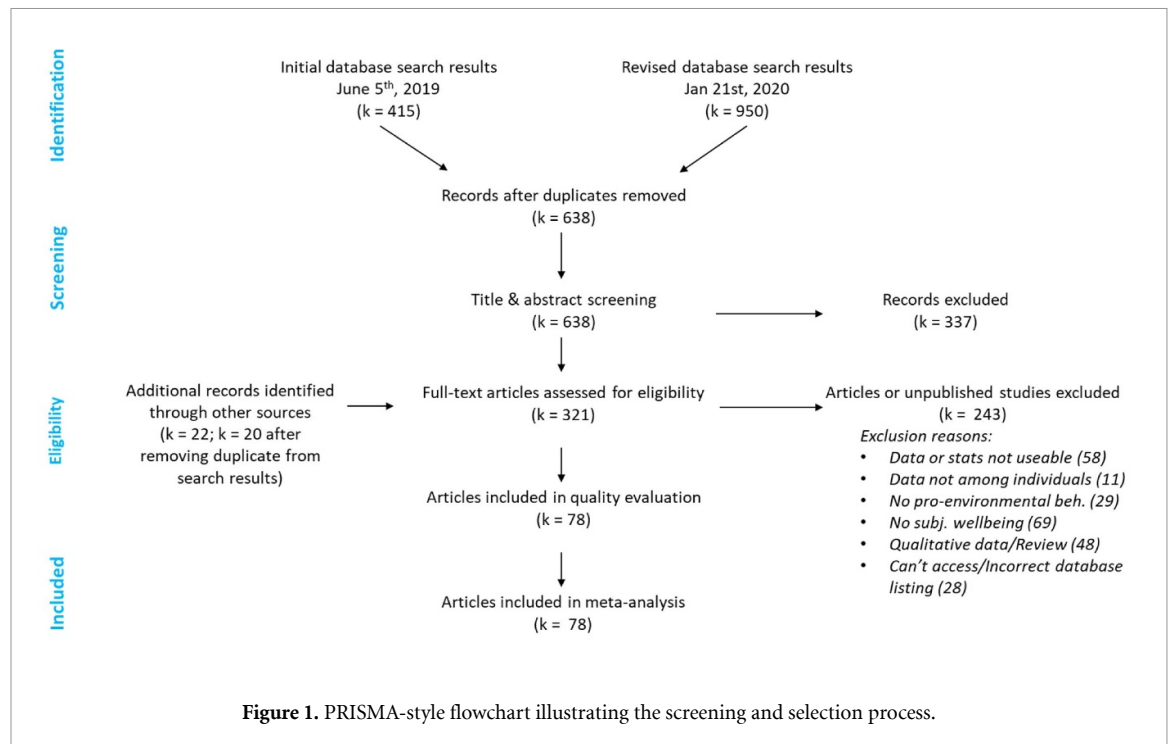 Identification
Initial database search results
June 5th, 2019
(k = 415)
Revised database search results
Jan 21st, 2020
(k = 950)
Records after duplicates removed
(k = 638)
Screening
Title & abstract screening
(k = 638)
Records excluded
(k = 337)
Eligibility
Additional records identified
through other sources
(k = 22; k = 20 after
removing duplicate from
search results)
Full-text articles assessed for eligibility
(k = 321)
Articles or unpublished studies excluded
(k = 243)
Exclusion reasons:
• Data or stats not useable (58)
• Data not among individuals (11)
• No pro-environmental beh. (29)
• No subj. wellbeing (69)
• Qualitative data/Review (48)
• Can't access/Incorrect database
listing (28)
Articles included in quality evaluation
(k = 78)
Included
Articles included in meta-analysis
(k = 78)
Figure 1. PRISMA-style flowchart illustrating the screening and selection process.